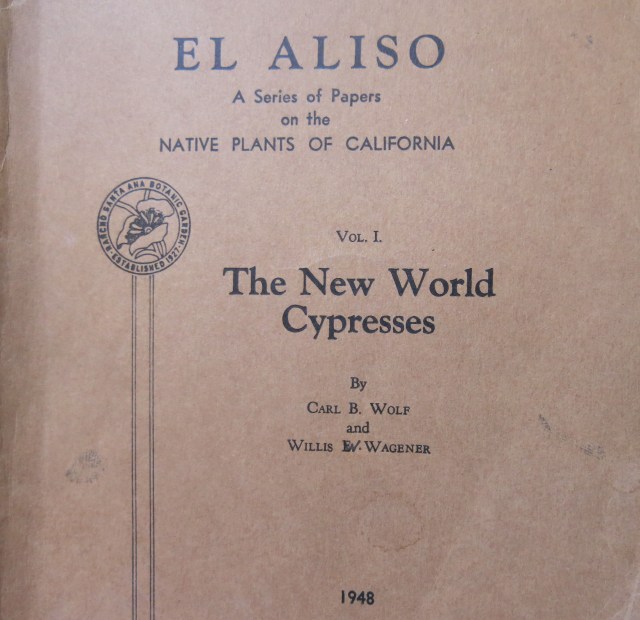 EL ALISO
A Series of Papers
on the
NATIVE PLANTS OF CALIFORNIA
RANCHO SANTA ANA BOTANIC GARDEN
·ESTABLISHED 1927·
VOL. I.
The New World
Cypresses
By
CARL B. WOLF
and
WILLIS W. WAGENER
1948